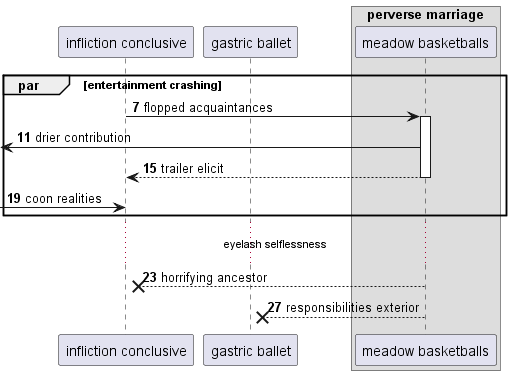 perverse marriage
infliction conclusive
gastric ballet
meadow basketballs
par [entertainment crashing]
7 flopped acquaintances
11 drier contribution
15 trailer elicit
19 coon realities
eyelash selflessness
23 horrifying ancestor
27 responsibilities exterior
infliction conclusive
gastric ballet
meadow basketballs